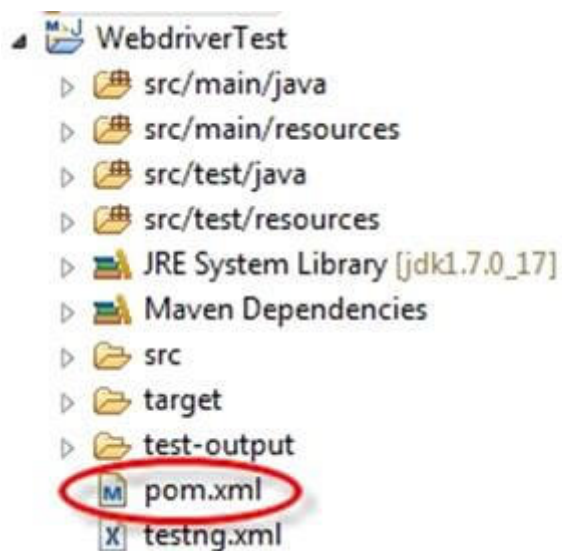 WebdriverTest
src/main/java
src/main/resources
src/test/java
src/test/resources
JRE System Library [jdk1.7.0_17]
Maven Dependencies
src
target
test-output
pom.xml
testng.xml